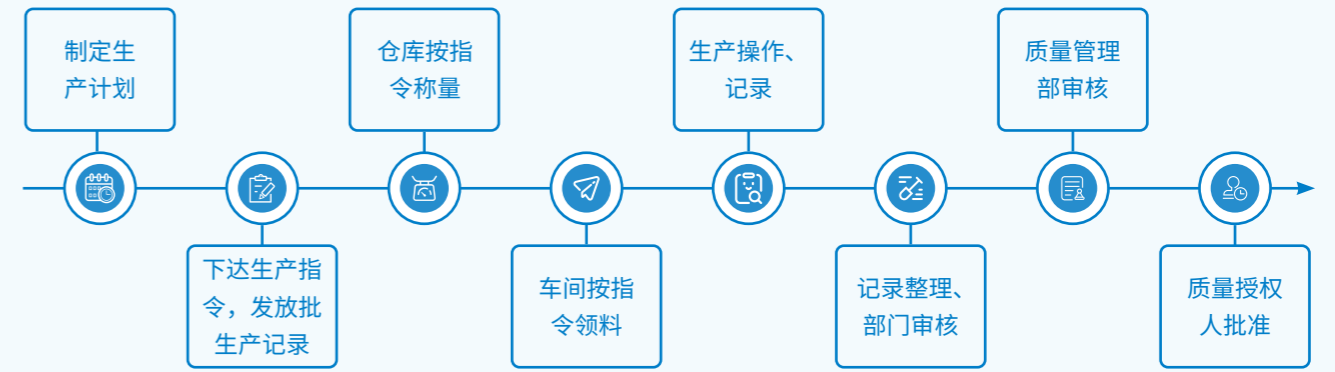 制定生
产计划
下达生产指
令，发放批
生产记录
仓库按指
令称量
车间按指
令领料
生产操作、
记录
记录整理、
部门审核
质量管理
部审核
质量授权
人批准